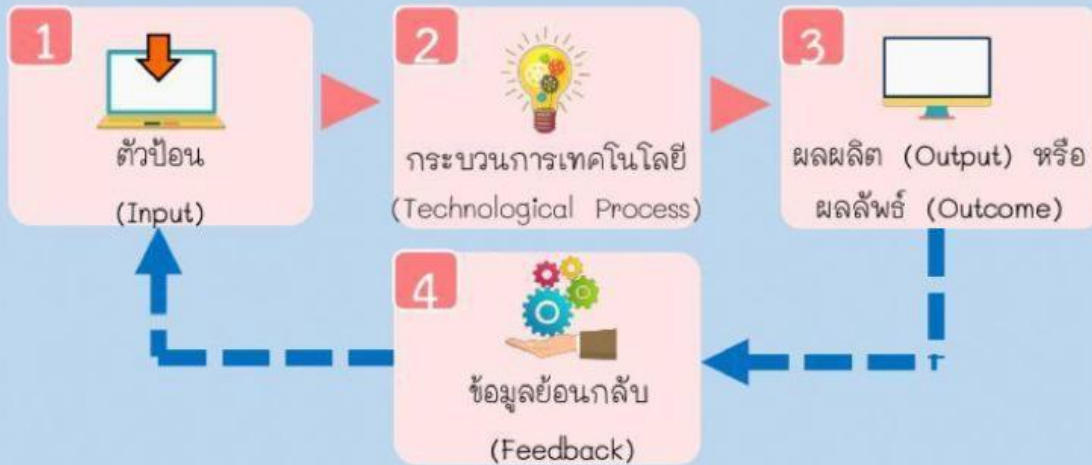 1
ตัวป้อน
(Input)
2
กระบวนการเทคโนโลยี
(Technological Process)
3
ผลผลิต (Output) หรือ
ผลลัพธ์ (Outcome)
4
ข้อมูลย้อนกลับ
(Feedback)